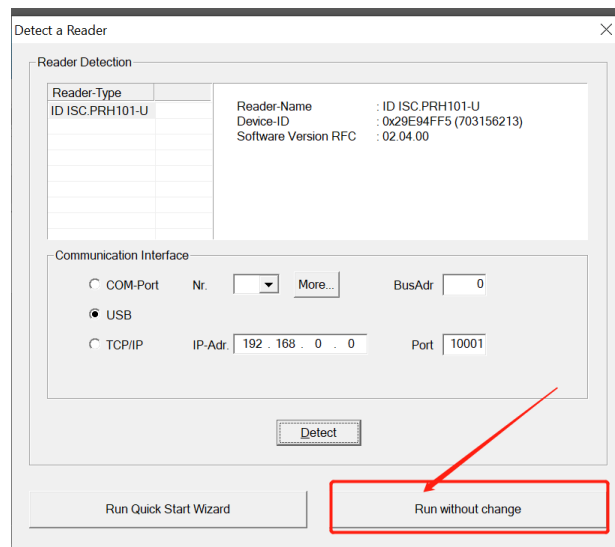 Detect a Reader
Reader Detection
Reader-Type
ID ISC.PRH101-U
Reader-Name : ID ISC.PRH101-U
Device-ID : 0x29E94FF5 (703156213)
Software Version RFC : 02.04.00
Communication Interface
COM-Port Nr. More... BusAdr 0
USB
TCP/IP IP-Adr. 192 . 168 . 0 . 0 Port 10001
Detect
Run Quick Start Wizard Run without change